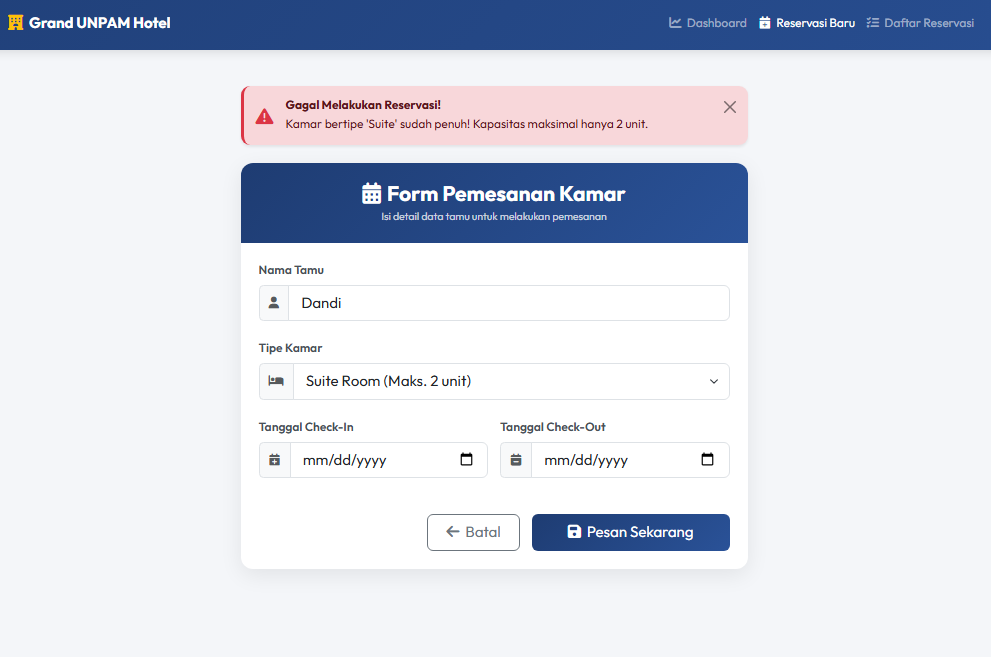 Grand UNPAM Hotel
Dashboard
Reservasi Baru
Daftar Reservasi
Gagal Melakukan Reservasi!
Kamar bertipe 'Suite' sudah penuh! Kapasitas maksimal hanya 2 unit.
Form Pemesanan Kamar
Isi detail data tamu untuk melakukan pemesanan
Nama Tamu
Dandi
Tipe Kamar
Suite Room (Maks. 2 unit)
Tanggal Check-In
Tanggal Check-Out
mm/dd/yyyy
mm/dd/yyyy
Batal
Pesan Sekarang